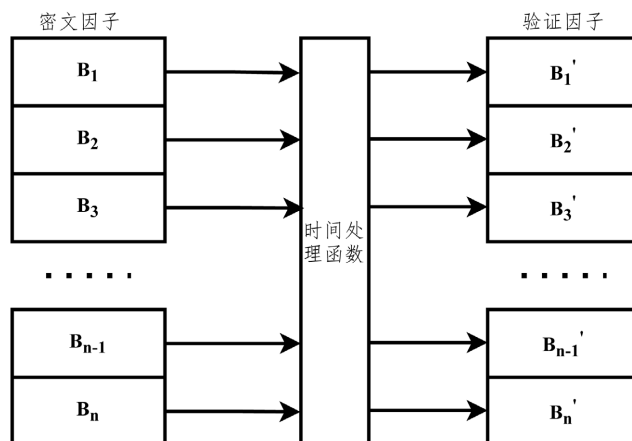 密文因子
验证因子
B₁
B₁'
B₂
B₂'
B₃
B₃'
时间处
理函数
Bₙ₋₁
Bₙ₋₁'
Bₙ
Bₙ'